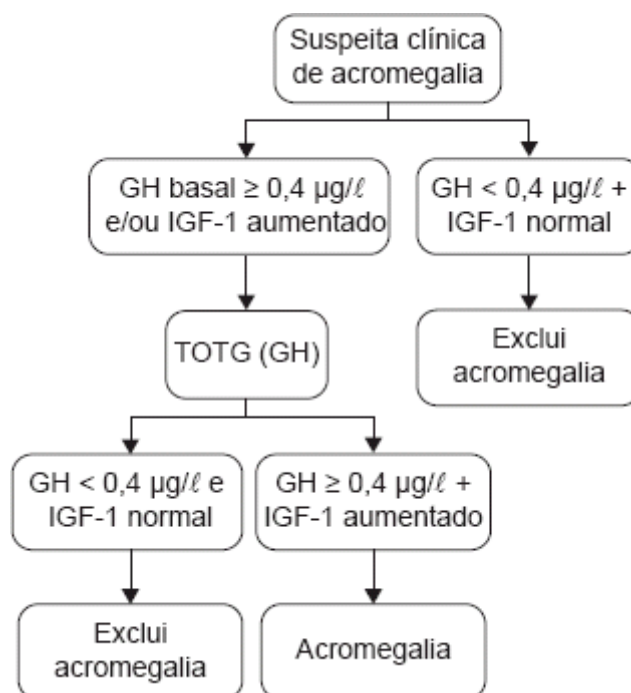 Suspeita clínica
de acromegalia
GH basal ≥ 0,4 µg/ℓ
e/ou IGF-1 aumentado
GH < 0,4 µg/ℓ +
IGF-1 normal
TOTG (GH)
Exclui
acromegalia
GH < 0,4 µg/ℓ e
IGF-1 normal
GH ≥ 0,4 µg/ℓ +
IGF-1 aumentado
Exclui
acromegalia
Acromegalia